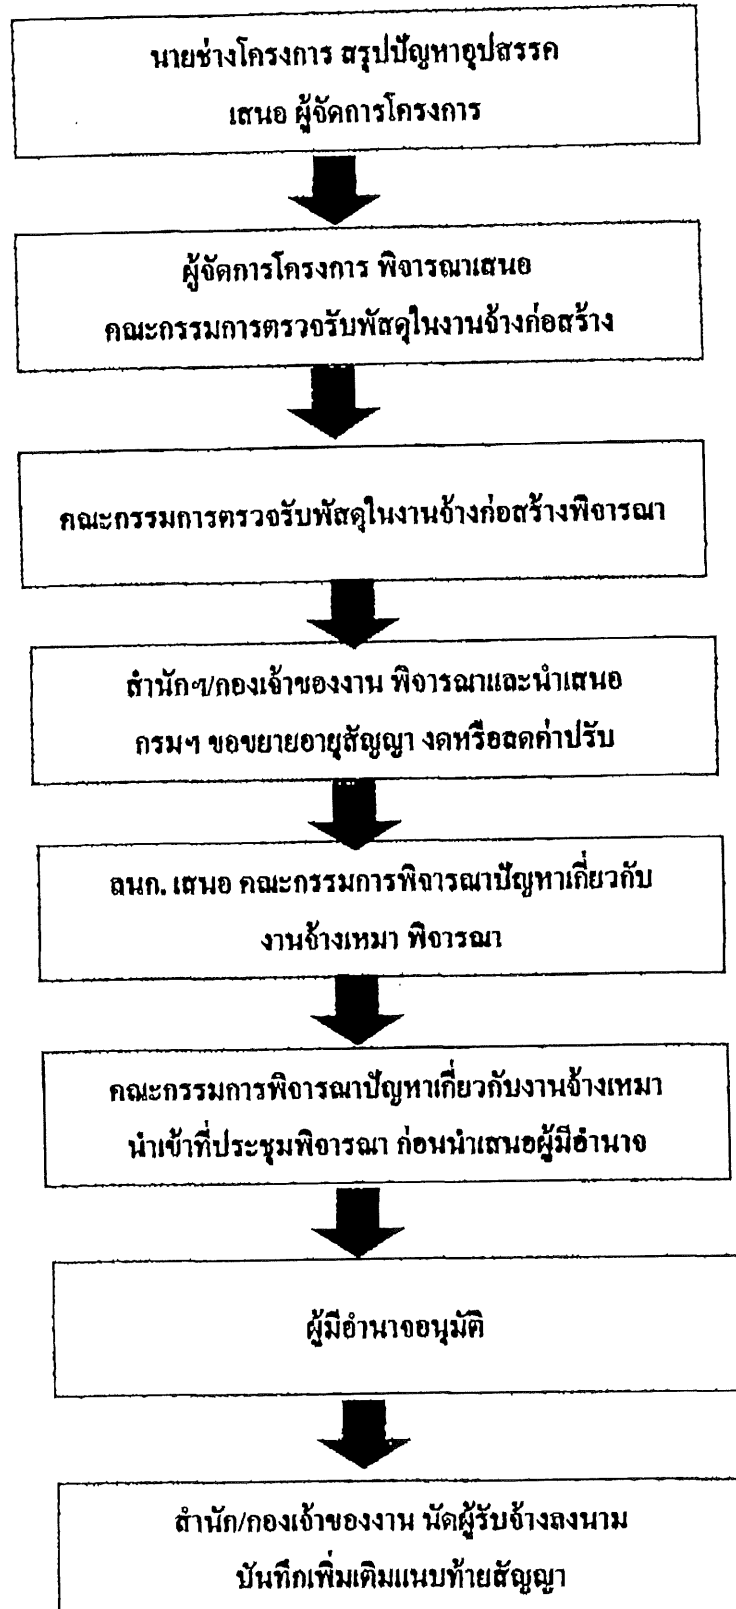 นายช่างโครงการ สรุปปัญหาอุปสรรค
เสนอ ผู้จัดการโครงการ
ผู้จัดการโครงการ พิจารณาเสนอ
คณะกรรมการตรวจรับพัสดุในงานจ้างก่อสร้าง
คณะกรรมการตรวจรับพัสดุในงานจ้างก่อสร้างพิจารณา
สำนักฯ/กองเจ้าของงาน พิจารณาและนำเสนอ
กรมฯ ขอขยายอายุสัญญา งดหรือลดค่าปรับ
ลนก. เสนอ คณะกรรมการพิจารณาปัญหาเกี่ยวกับ
งานจ้างเหมา พิจารณา
คณะกรรมการพิจารณาปัญหาเกี่ยวกับงานจ้างเหมา
นำเข้าที่ประชุมพิจารณา ก่อนนำเสนอผู้มีอำนาจ
ผู้มีอำนาจอนุมัติ
สำนัก/กองเจ้าของงาน นัดผู้รับจ้างลงนาม
บันทึกเพิ่มเติมแนบท้ายสัญญา